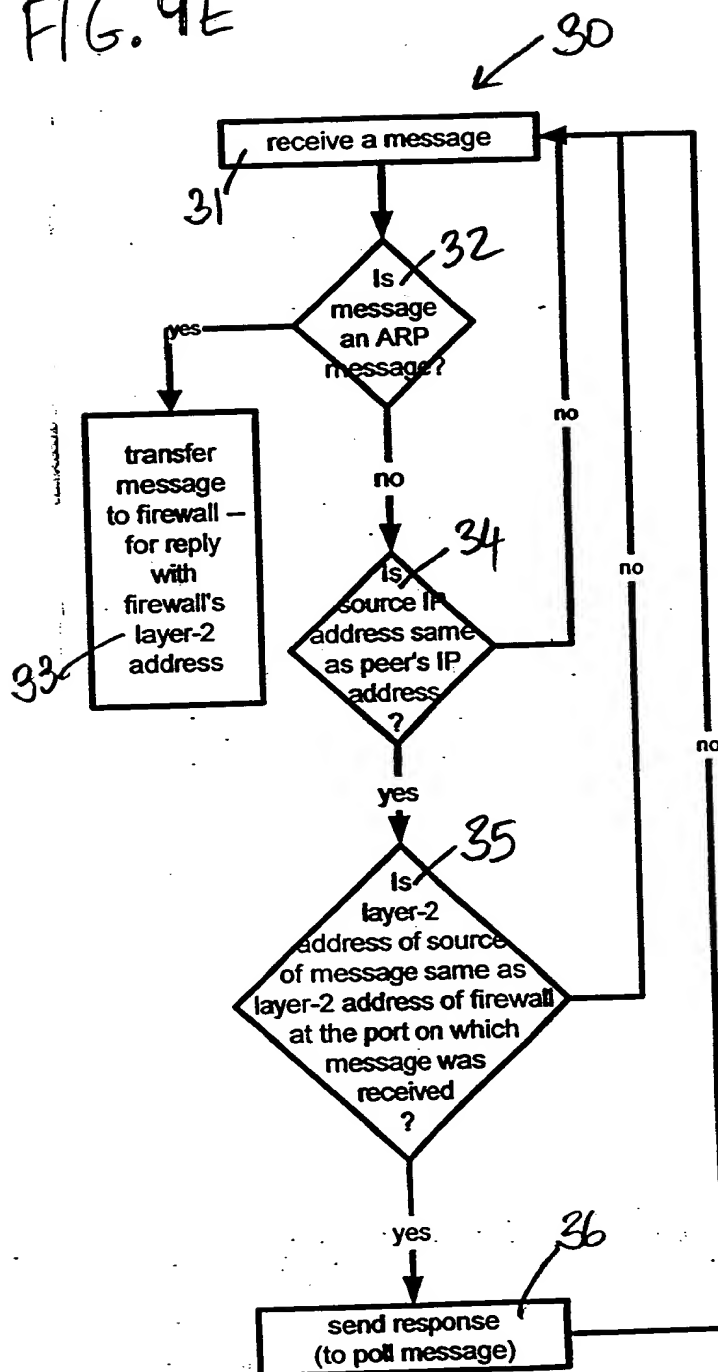 FIG. 4E
30
receive a message
31
32
Is
message
an ARP
message?
yes
no
transfer
message
to firewall –
for reply
with
firewall's
layer-2
address
33
34
Is
source IP
address same
as peer's IP
address
?
no
yes
35
Is
layer-2
address of source
of message same as
layer-2 address of firewall
at the port on which
message was
received
?
no
no
yes
36
send response
(to poll message)